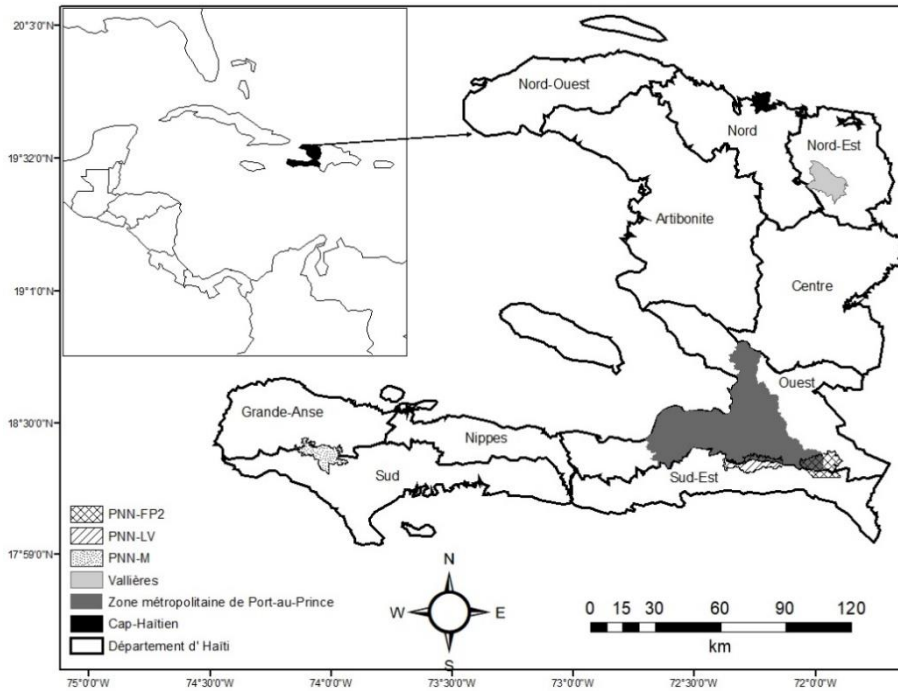 20°3'0"N
19°32'0"N
19°1'0"N
18°30'0"N
17°59'0"N
Nord-Ouest
Nord
Nord-Est
Artibonite
Centre
Ouest
Grande-Anse
Nippes
Sud
Sud-Est
PNN-FP2
PNN-LV
PNN-M
Vallières
Zone métropolitaine de Port-au-Prince
Cap-Haïtien
Départément d' Haïti
N
W
E
S
0 15 30 60 90 120
km
75°0'0"W
74°30'0"W
74°0'0"W
73°30'0"W
73°0'0"W
72°30'0"W
72°0'0"W